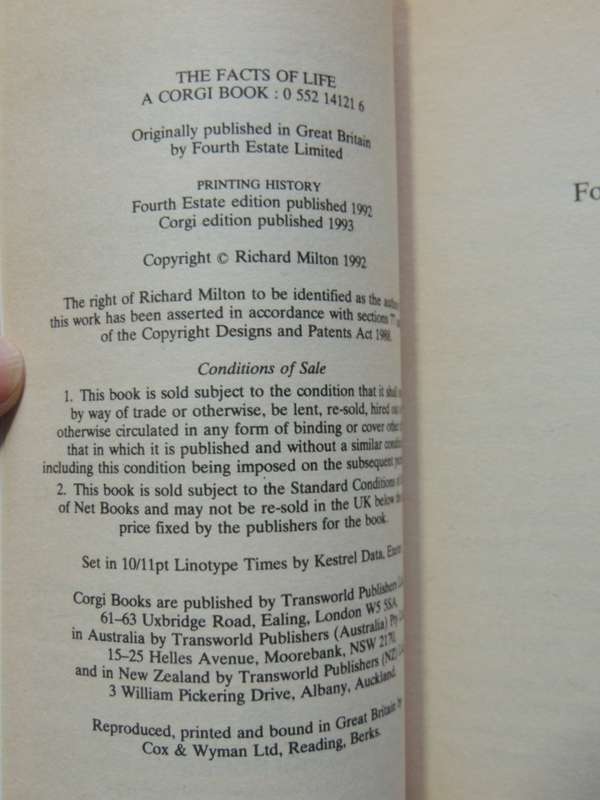 THE FACTS OF LIFE
A CORGI BOOK : 0 552 14121 6
Originally published in Great Britain
by Fourth Estate Limited
PRINTING HISTORY
Fourth Estate edition published 1992
Corgi edition published 1993
Copyright © Richard Milton 1992
The right of Richard Milton to be identified as the
this work has been asserted in accordance with sections 77
of the Copyright Designs and Patents Act 1988.
Conditions of Sale
1. This book is sold subject to the condition that it shall
by way of trade or otherwise, be lent, re-sold, hired out
otherwise circulated in any form of binding or cover other
that in which it is published and without a similar
including this condition being imposed on the subsequent
2. This book is sold subject to the Standard Conditions
of Net Books and may not be re-sold in the UK below the
price fixed by the publishers for the book.
Set in 10/11pt Linotype Times by Kestrel Data,
Corgi Books are published by Transworld Publishers
61–63 Uxbridge Road, Ealing, London W5 5SA,
in Australia by Transworld Publishers (Australia) Pty
15–25 Helles Avenue, Moorebank, NSW 2170,
and in New Zealand by Transworld Publishers (NZ)
3 William Pickering Drive, Albany, Auckland.
Reproduced, printed and bound in Great Britain by
Cox & Wyman Ltd, Reading, Berks.